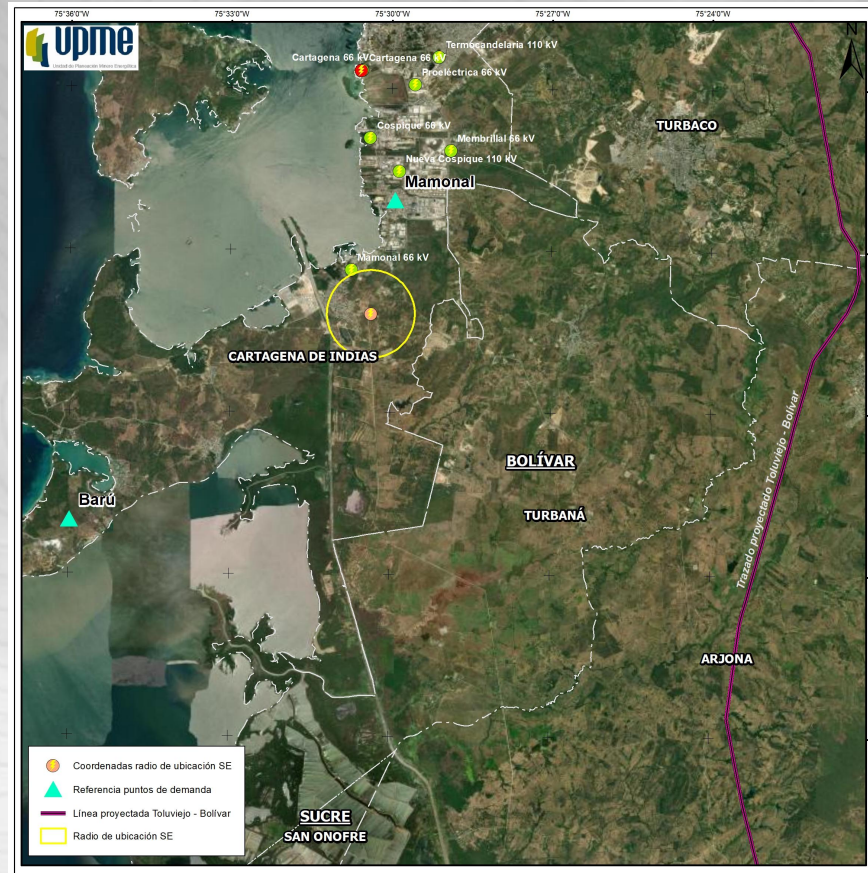 75°36'0"W 75°33'0"W 75°30'0"W 75°27'0"W 75°24'0"W
upme
Unidad de Planeación Minero Energética
N
Termocandelaria 110 kV
Cartagena 66 kV
Cartagena 66 kV
Proeléctrica 66 kV
Cospique 66 kV
Membrillal 66 kV
Nueva Cospique 110 kV
Mamonal
TURBACO
Mamonal 66 kV
CARTAGENA DE INDIAS
BOLÍVAR
Barú
TURBANÁ
Trazado proyectado Toluviejo - Bolívar
ARJONA
Coordenadas radio de ubicación SE
Referencia puntos de demanda
Línea proyectada Toluviejo - Bolívar
Radio de ubicación SE
SUCRE
SAN ONOFRE